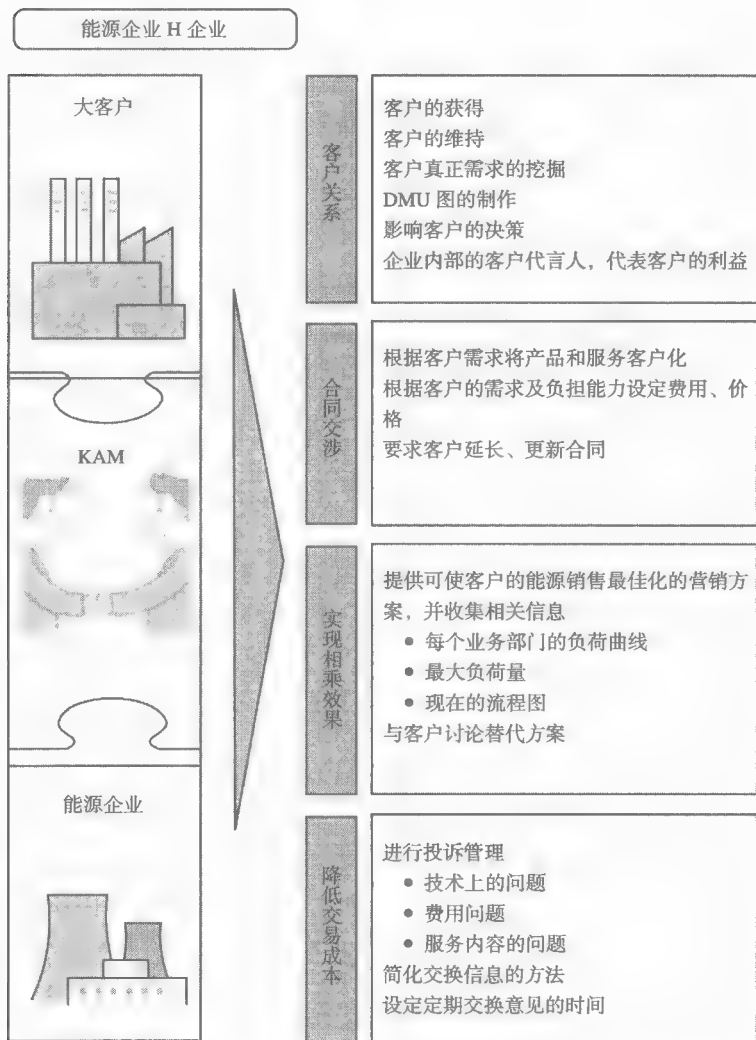 能源企业 H 企业
大客户
KAM
能源企业
客户关系
客户的获得
客户的维持
客户真正需求的挖掘
DMU 图的制作
影响客户的决策
企业内部的客户代言人，代表客户的利益
合同交涉
根据客户需求将产品和服务客户化
根据客户的需求及负担能力设定费用、价
格
要求客户延长、更新合同
实现相乘效果
提供可使客户的能源销售最佳化的营销方
案，并收集相关信息
● 每个业务部门的负荷曲线
● 最大负荷量
● 现在的流程图
与客户讨论替代方案
降低交易成本
进行投诉管理
● 技术上的问题
● 费用问题
● 服务内容的问题
简化交换信息的方法
设定定期交换意见的时间